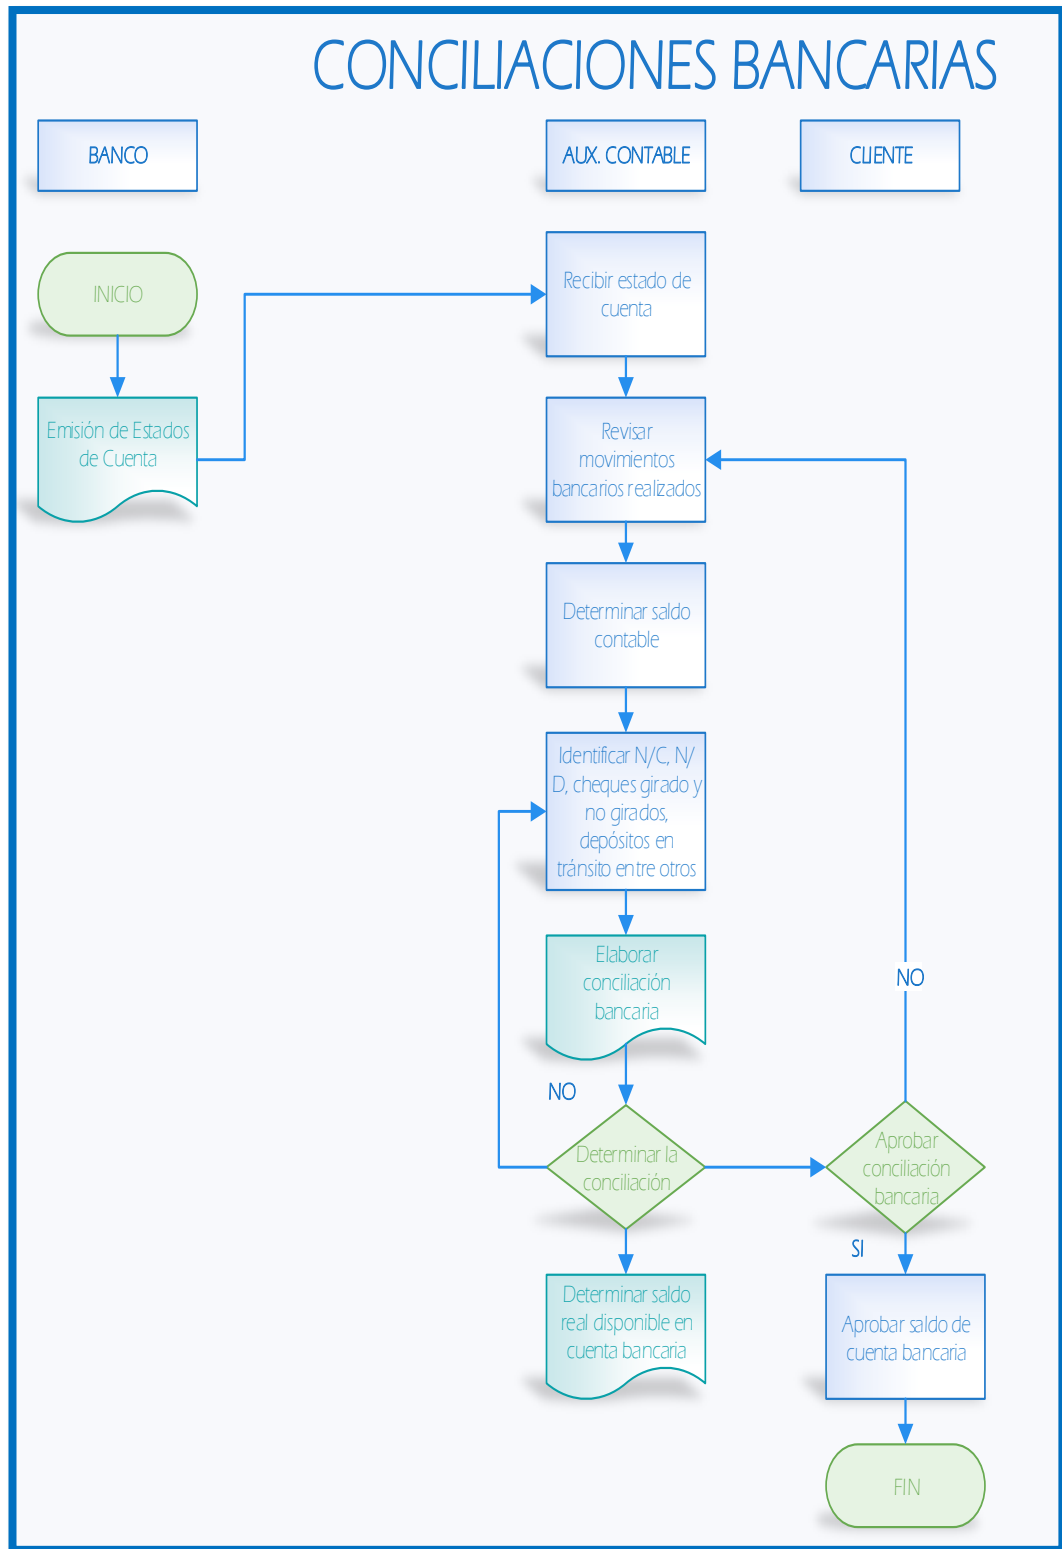 CONCILIACIONES BANCARIAS
BANCO
AUX. CONTABLE
CLIENTE
INICIO
Emisión de Estados
de Cuenta
Recibir estado de
cuenta
Revisar
movimientos
bancarios realizados
Determinar saldo
contable
Identificar N/C, N/
D, cheques girado y
no girados,
depósitos en
tránsito entre otros
Elaborar
conciliación
bancaria
NO
NO
Determinar la
conciliación
Aprobar
conciliación
bancaria
SI
Determinar saldo
real disponible en
cuenta bancaria
Aprobar saldo de
cuenta bancaria
FIN